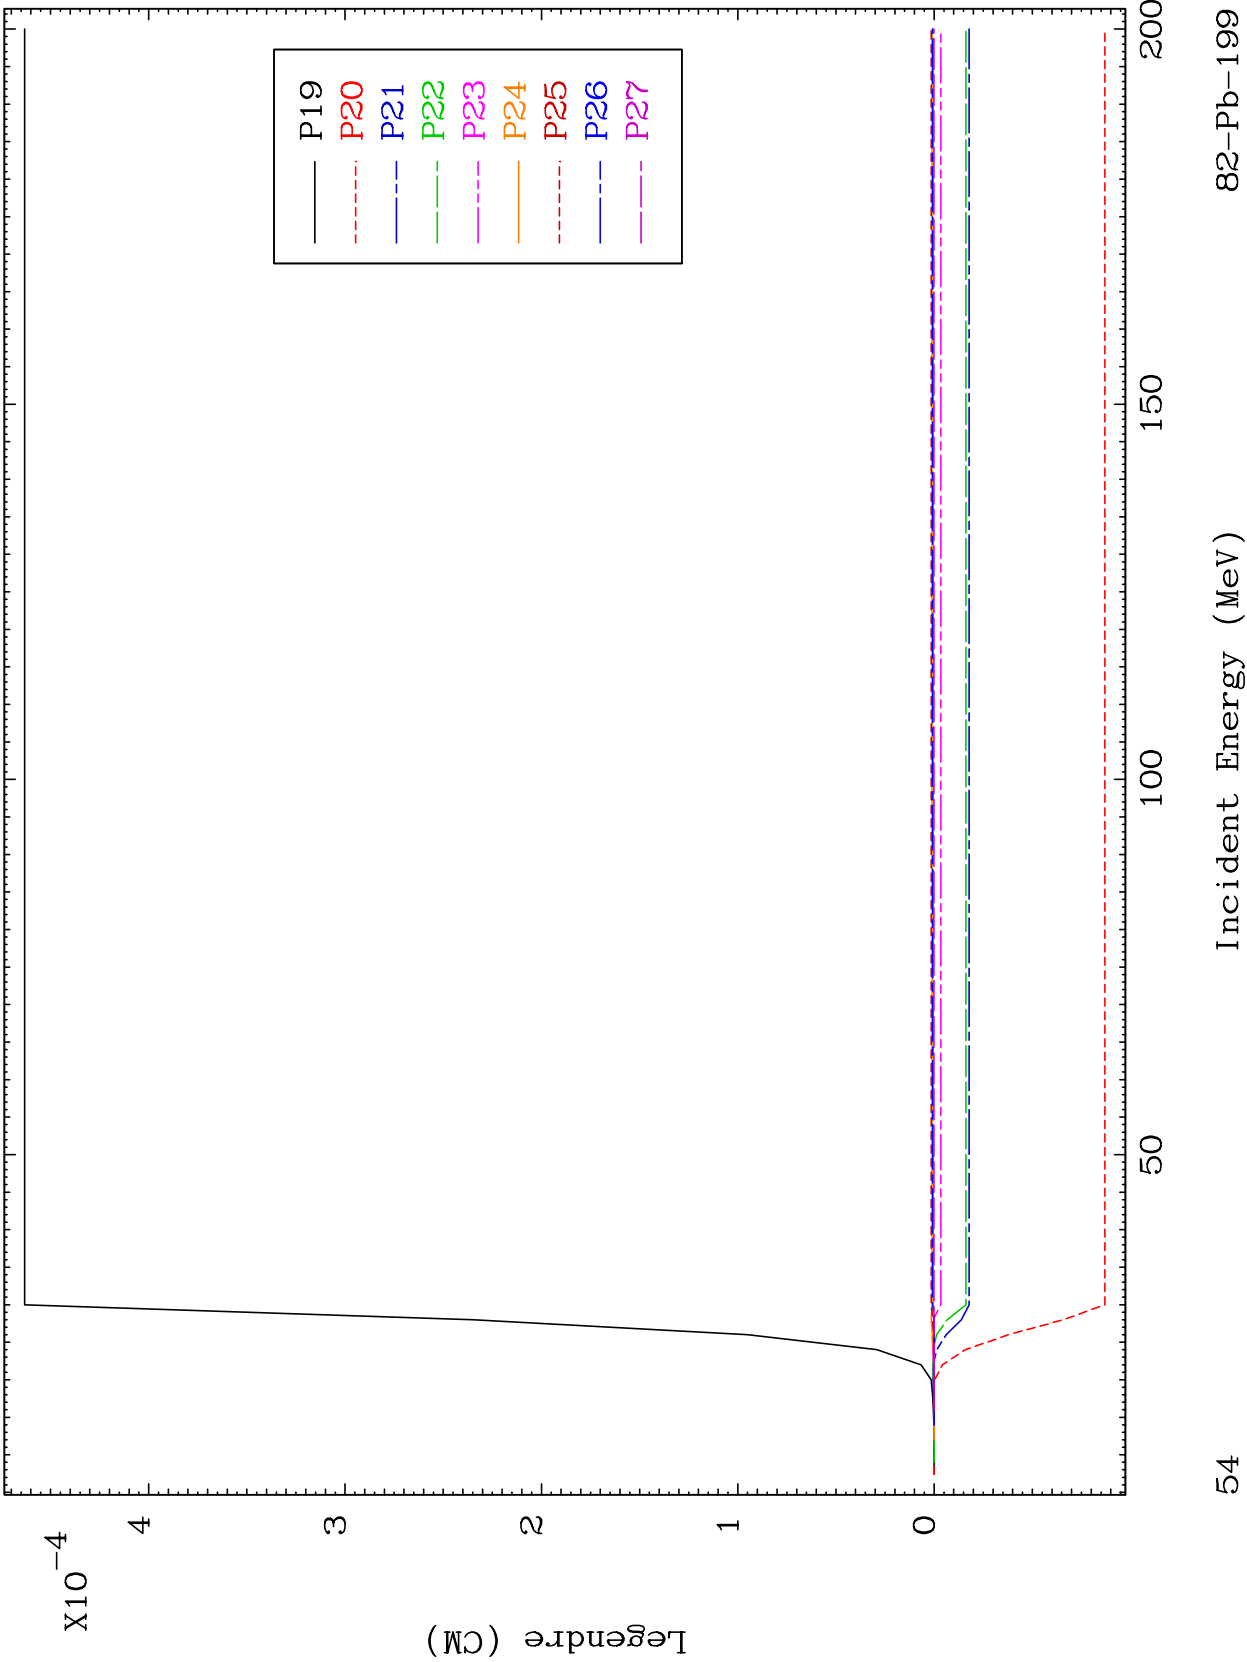 X10-4
Legendre (CM)
4
3
2
1
0
P19
P20
P21
P22
P23
P24
P25
P26
P27
50
100
150
200
54
Incident Energy (MeV)
82-Pb-199